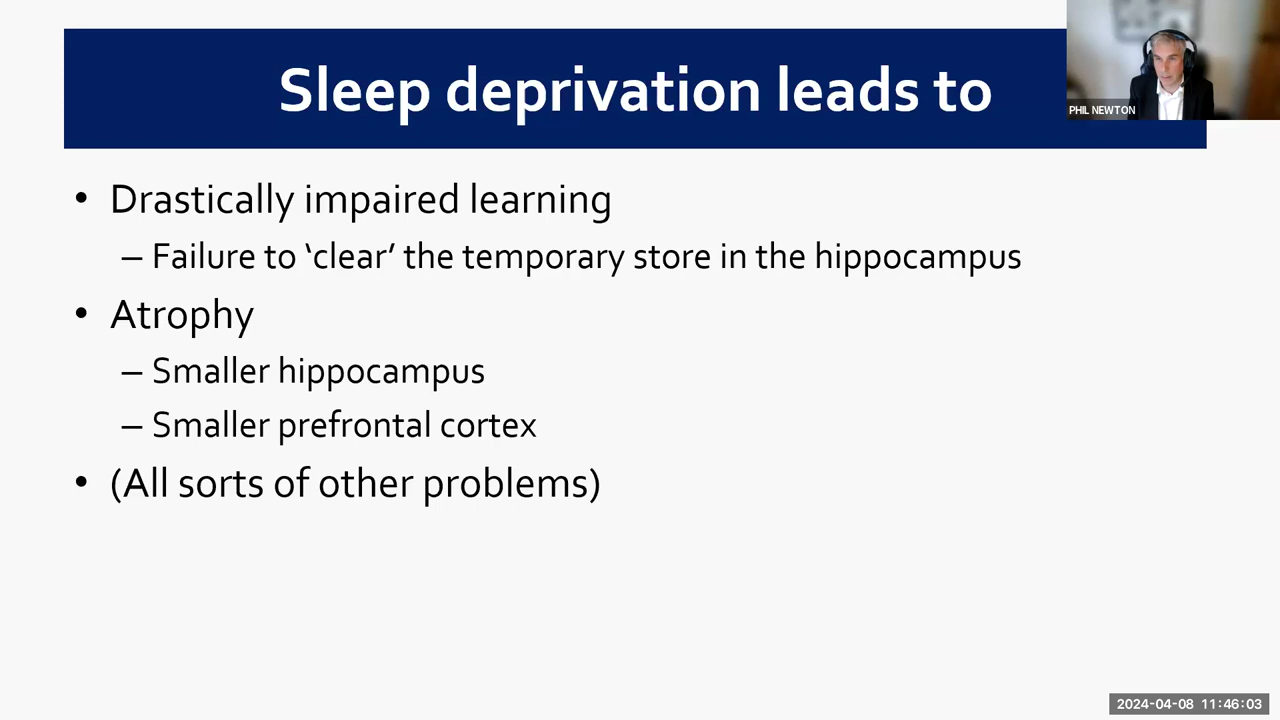 Sleep deprivation leads to
PHIL NEWTON
• Drastically impaired learning
– Failure to ‘clear’ the temporary store in the hippocampus
• Atrophy
– Smaller hippocampus
– Smaller prefrontal cortex
• (All sorts of other problems)
2024-04-08 11:46:03